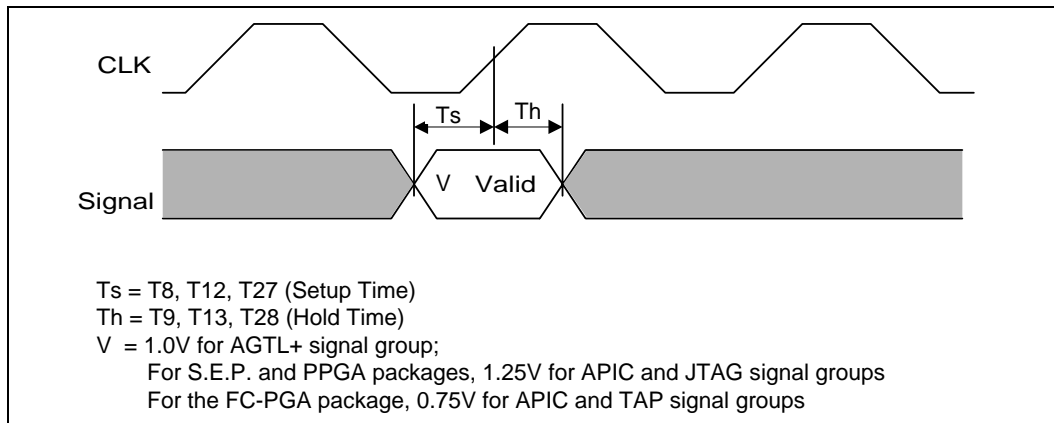 CLK
Ts Th
V Valid
Signal
Ts = T8, T12, T27 (Setup Time)
Th = T9, T13, T28 (Hold Time)
V = 1.0V for AGTL+ signal group;
For S.E.P. and PPGA packages, 1.25V for APIC and JTAG signal groups
For the FC-PGA package, 0.75V for APIC and TAP signal groups